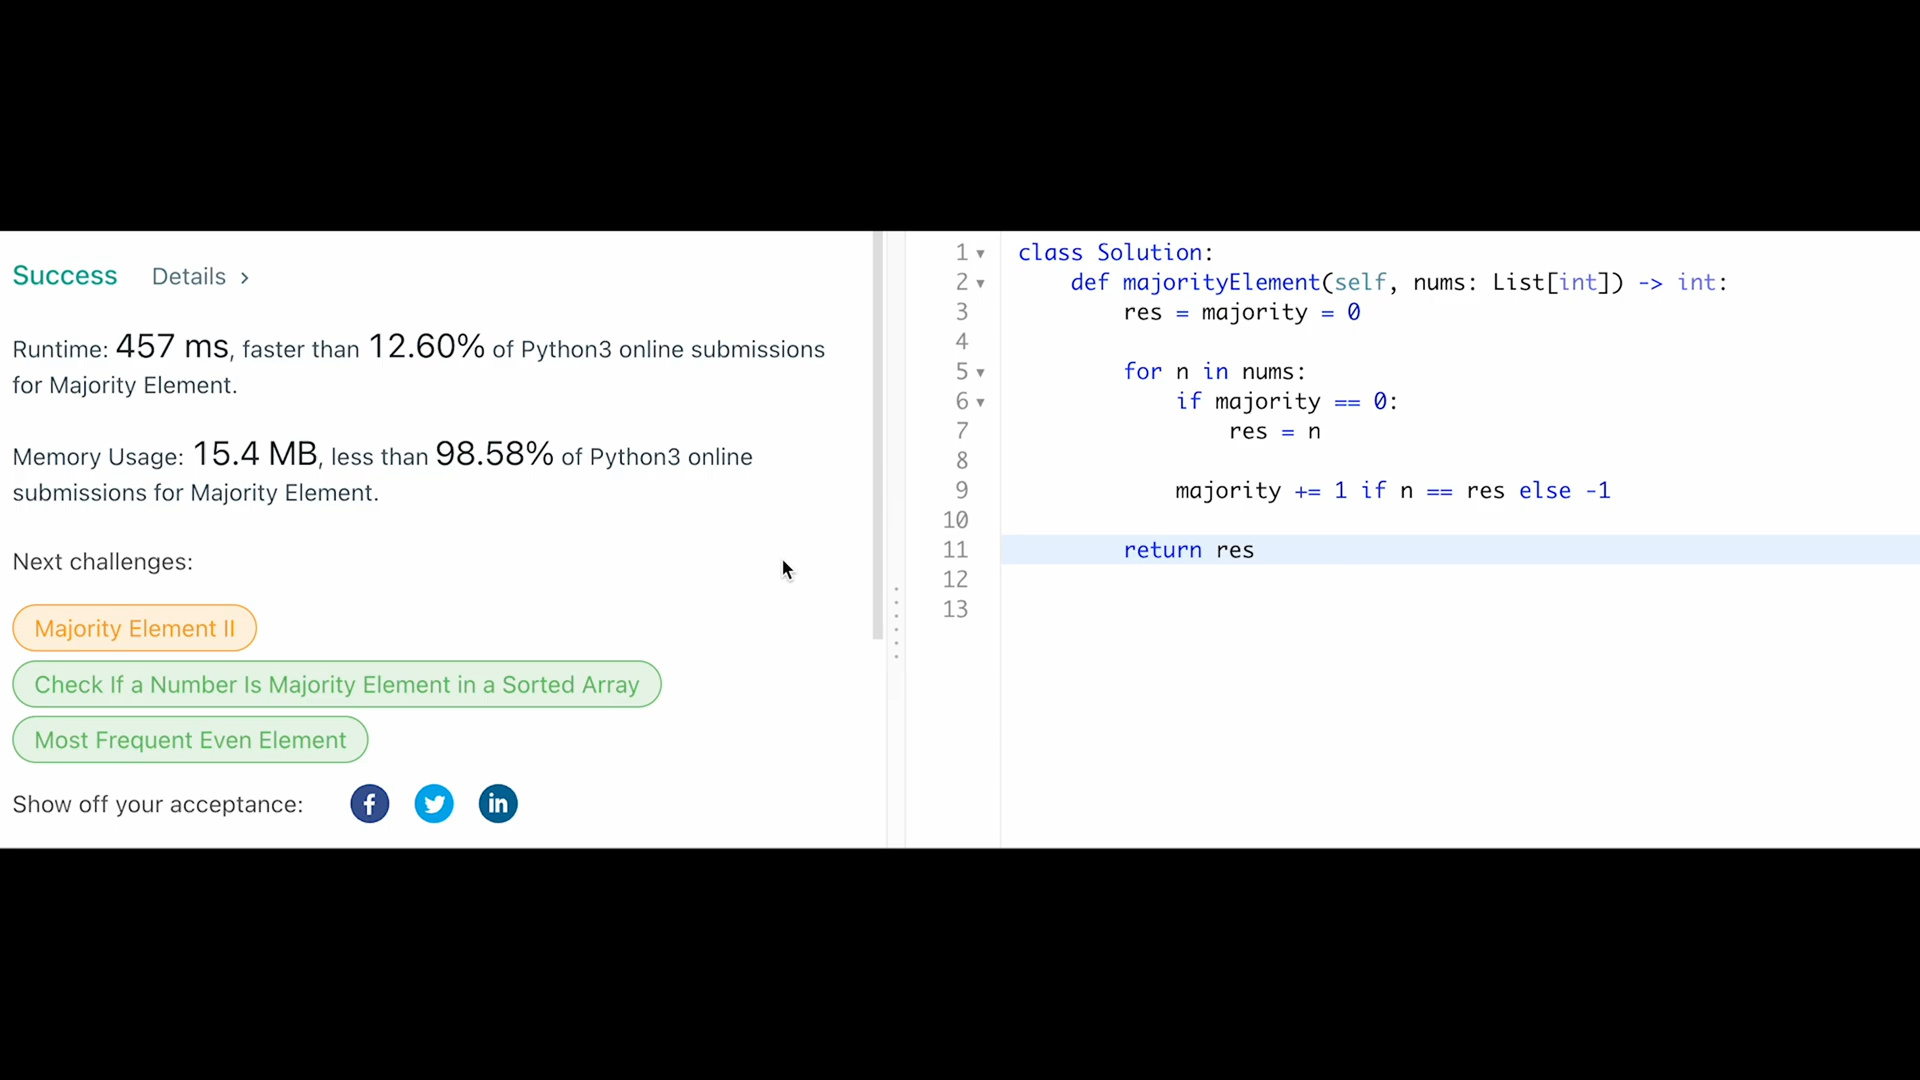 Success Details >
Runtime: 457 ms, faster than 12.60% of Python3 online submissions
for Majority Element.
Memory Usage: 15.4 MB, less than 98.58% of Python3 online
submissions for Majority Element.
Next challenges:
Majority Element II
Check If a Number Is Majority Element in a Sorted Array
Most Frequent Even Element
Show off your acceptance: f in
1 class Solution:
2     def majorityElement(self, nums: List[int]) -> int:
3         res = majority = 0
4
5         for n in nums:
6             if majority == 0:
7                 res = n
8
9             majority += 1 if n == res else -1
10
11         return res
12
13